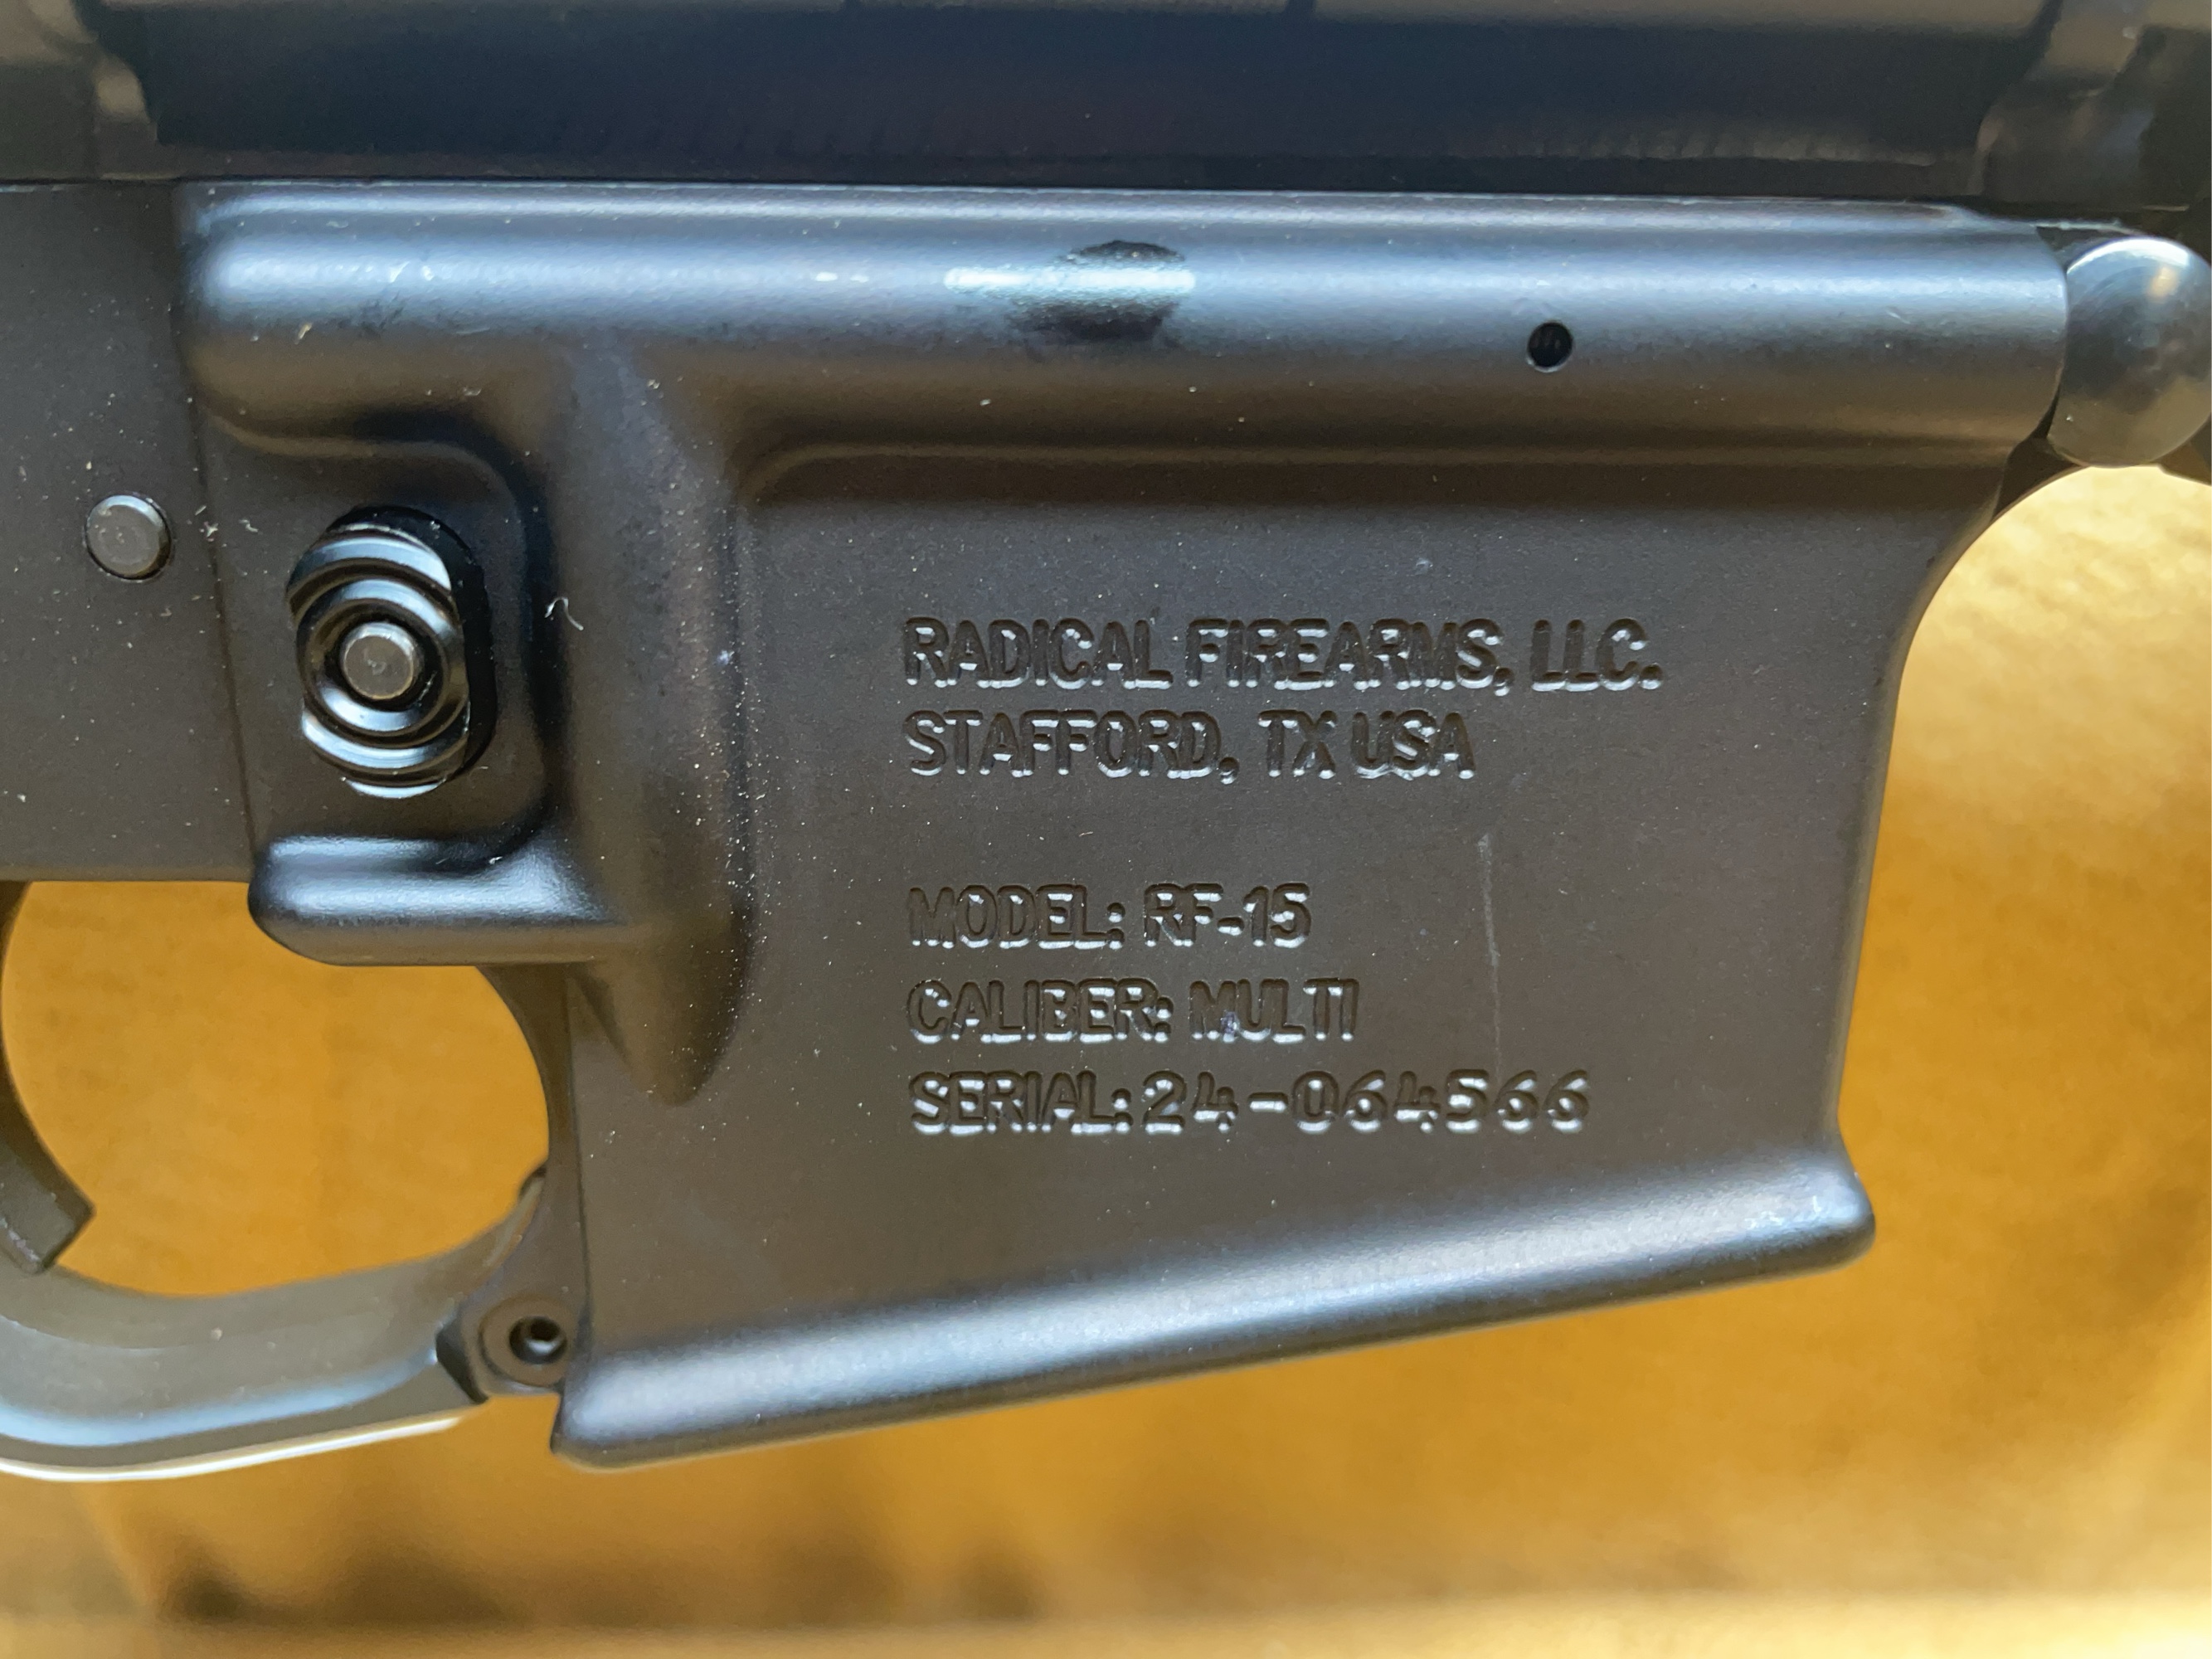 RADICAL FIREARMS, LLC.
STAFFORD, TX USA
MODEL: RF-15
CALIBER: MULTI
SERIAL: 24-064566